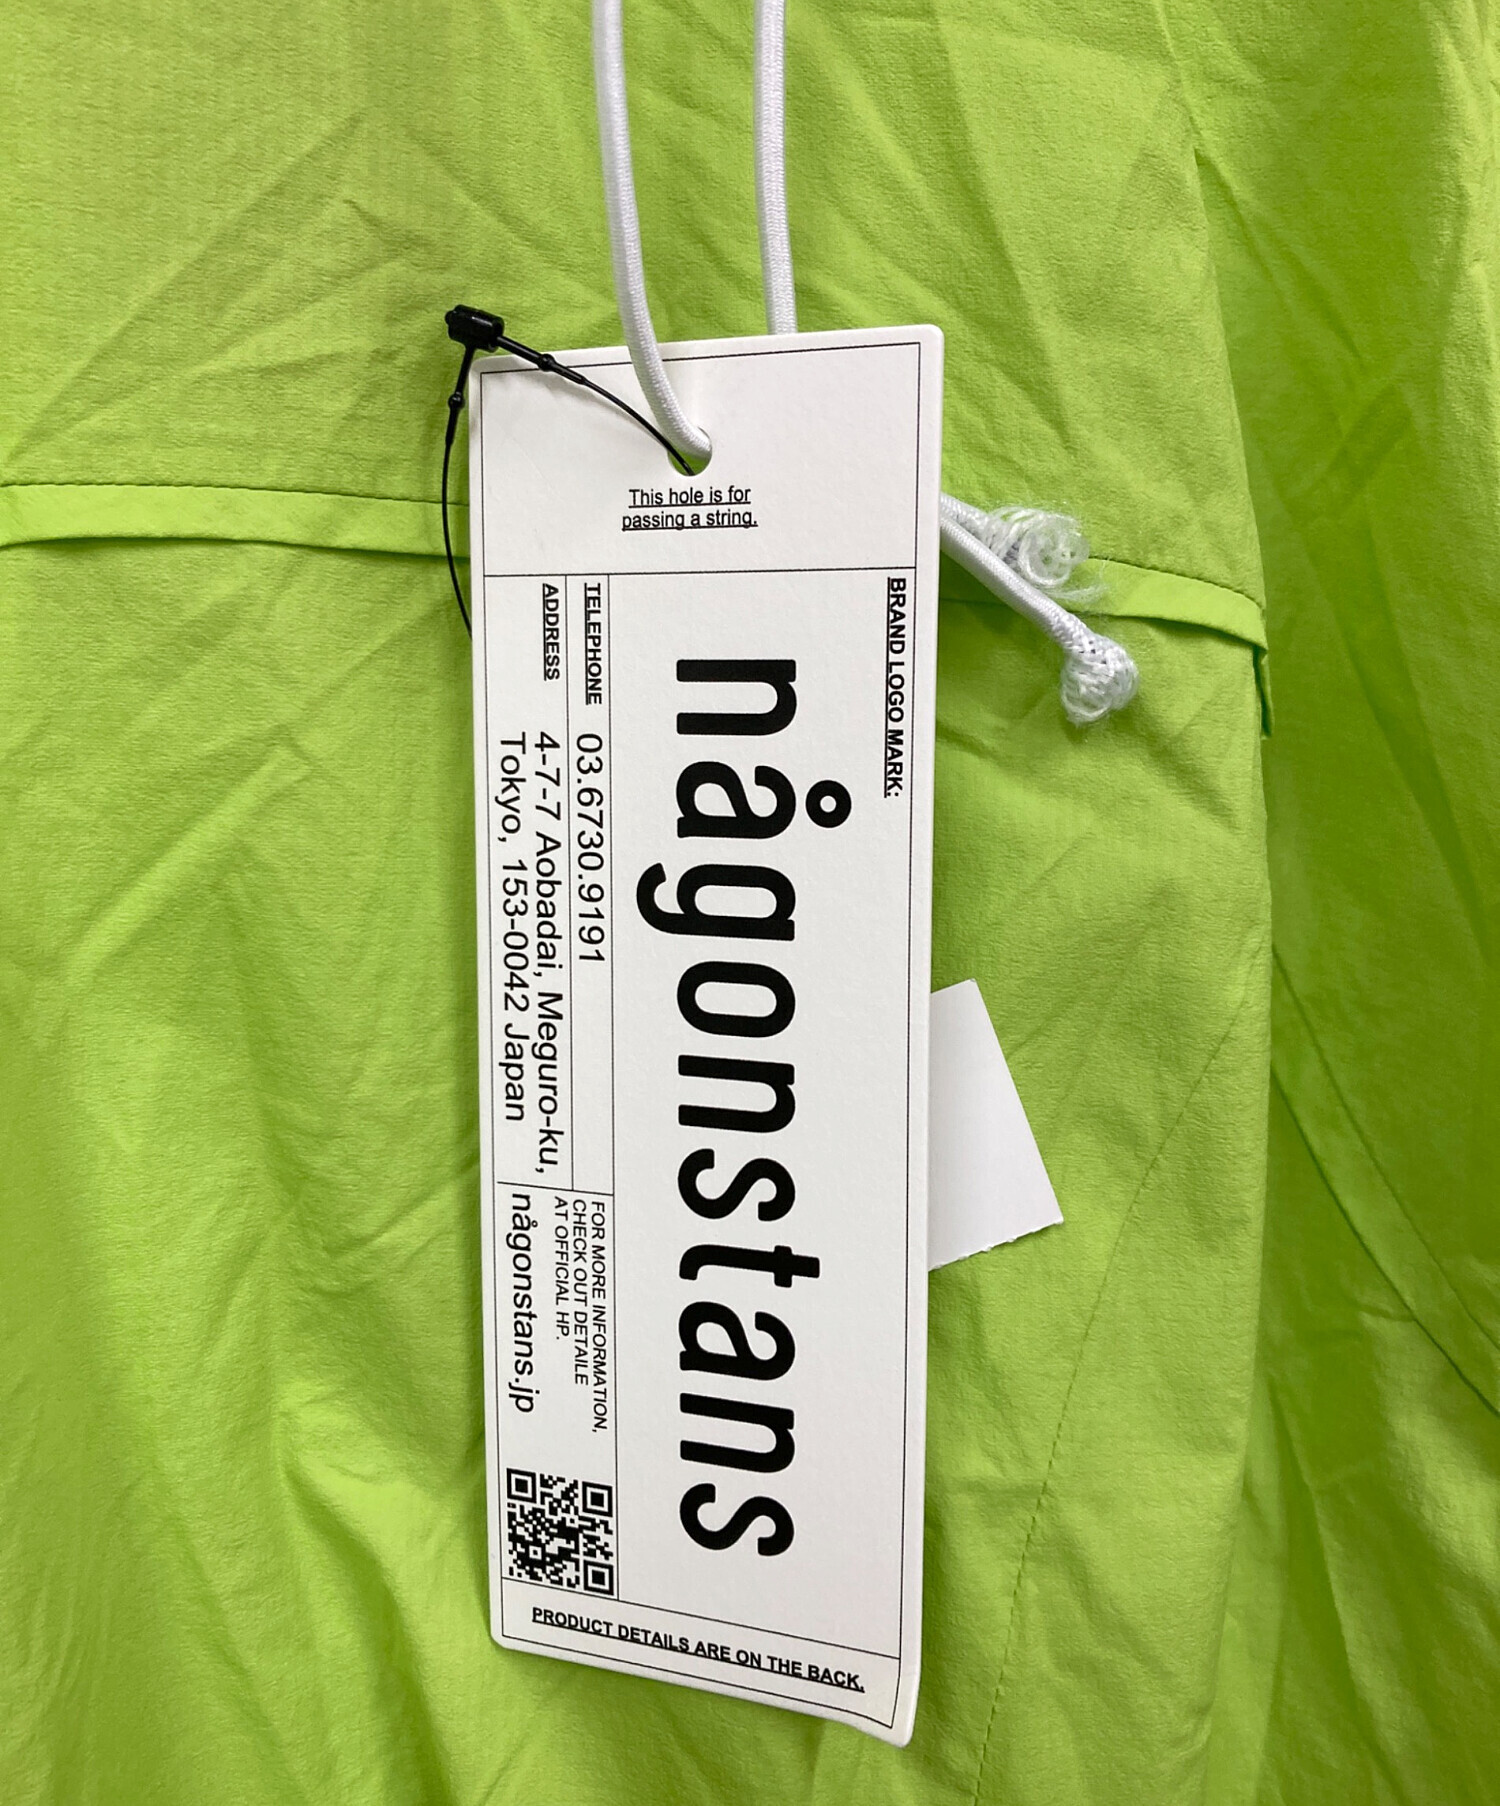 This hole is for
passing a string.
BRAND LOGO MARK:
någonstans
TELEPHONE 03.6730.9191
ADDRESS 4-7-7 Aobadai, Meguro-ku,
Tokyo, 153-0042 Japan
FOR MORE INFORMATION,
CHECK OUT DETAILE
AT OFFICIAL HP.
någonstans.jp
PRODUCT DETAILS ARE ON THE BACK.